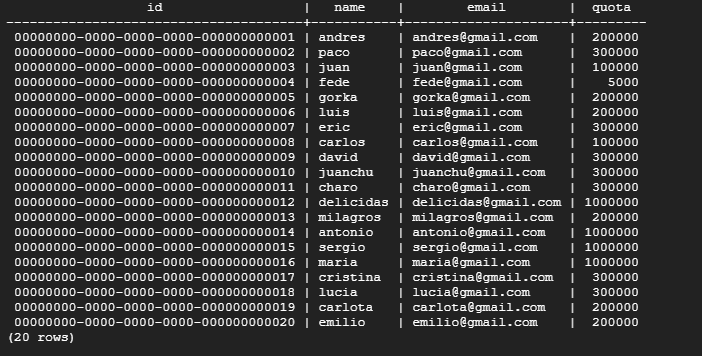 id | name | email | quota
--------------------------------------+-----------+---------------------+---------
00000000-0000-0000-0000-000000000001 | andres | andres@gmail.com | 200000
00000000-0000-0000-0000-000000000002 | paco | paco@gmail.com | 300000
00000000-0000-0000-0000-000000000003 | juan | juan@gmail.com | 100000
00000000-0000-0000-0000-000000000004 | fede | fede@gmail.com | 5000
00000000-0000-0000-0000-000000000005 | gorka | gorka@gmail.com | 200000
00000000-0000-0000-0000-000000000006 | luis | luis@gmail.com | 200000
00000000-0000-0000-0000-000000000007 | eric | eric@gmail.com | 300000
00000000-0000-0000-0000-000000000008 | carlos | carlos@gmail.com | 100000
00000000-0000-0000-0000-000000000009 | david | david@gmail.com | 300000
00000000-0000-0000-0000-000000000010 | juanchu | juanchu@gmail.com | 300000
00000000-0000-0000-0000-000000000011 | charo | charo@gmail.com | 300000
00000000-0000-0000-0000-000000000012 | delicidas | delicidas@gmail.com | 1000000
00000000-0000-0000-0000-000000000013 | milagros | milagros@gmail.com | 200000
00000000-0000-0000-0000-000000000014 | antonio | antonio@gmail.com | 1000000
00000000-0000-0000-0000-000000000015 | sergio | sergio@gmail.com | 1000000
00000000-0000-0000-0000-000000000016 | maria | maria@gmail.com | 1000000
00000000-0000-0000-0000-000000000017 | cristina | cristina@gmail.com | 300000
00000000-0000-0000-0000-000000000018 | lucia | lucia@gmail.com | 300000
00000000-0000-0000-0000-000000000019 | carlota | carlota@gmail.com | 200000
00000000-0000-0000-0000-000000000020 | emilio | emilio@gmail.com | 200000
(20 rows)